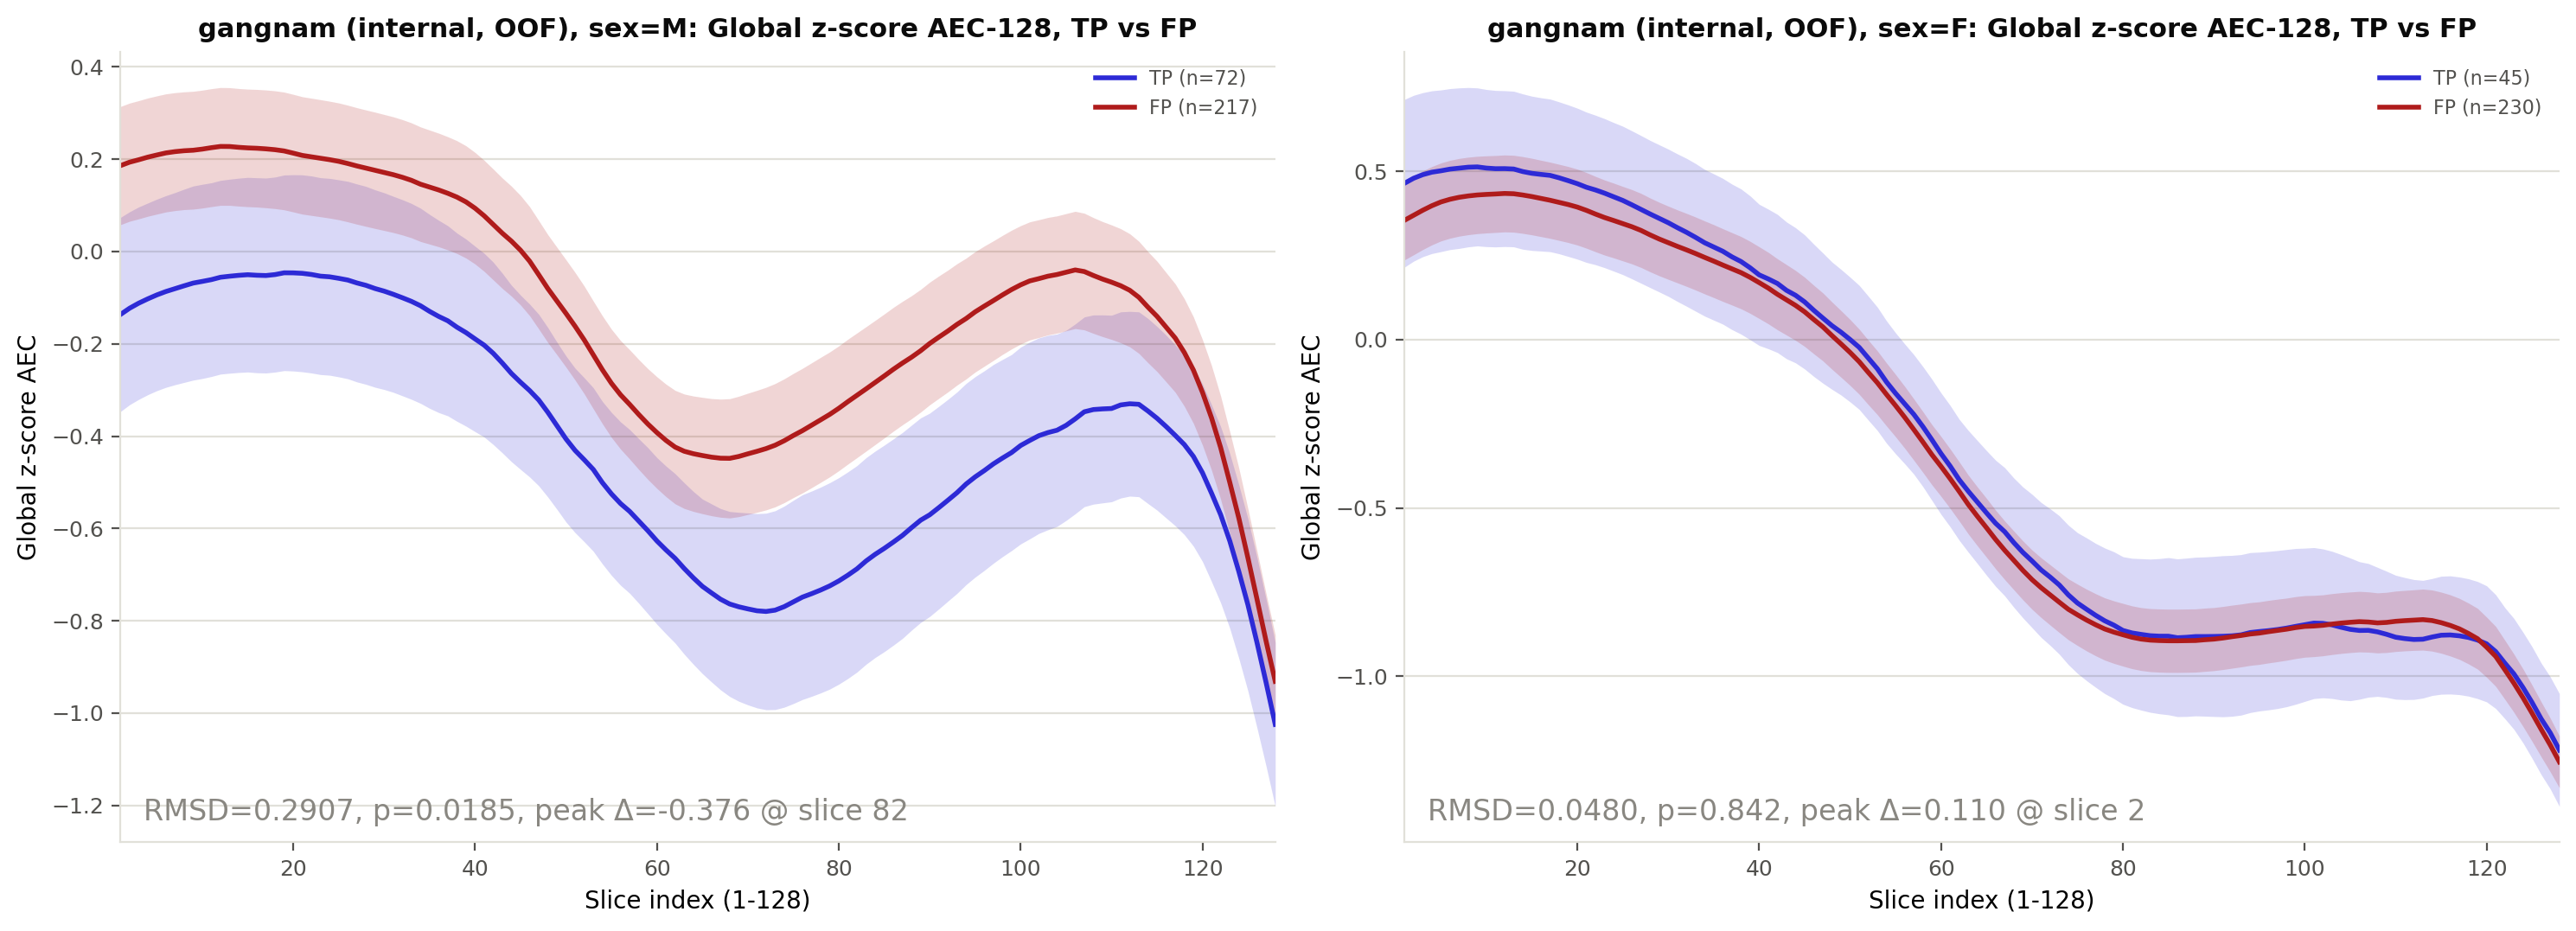 gangnam (internal, OOF), sex=M: Global z-score AEC-128, TP vs FP
TP (n=72)
FP (n=217)
Global z-score AEC
0.4
0.2
0.0
−0.2
−0.4
−0.6
−0.8
−1.0
−1.2
RMSD=0.2907, p=0.0185, peak Δ=-0.376 @ slice 82
20 40 60 80 100 120
Slice index (1-128)
gangnam (internal, OOF), sex=F: Global z-score AEC-128, TP vs FP
TP (n=45)
FP (n=230)
Global z-score AEC
0.5
0.0
−0.5
−1.0
RMSD=0.0480, p=0.842, peak Δ=0.110 @ slice 2
20 40 60 80 100 120
Slice index (1-128)